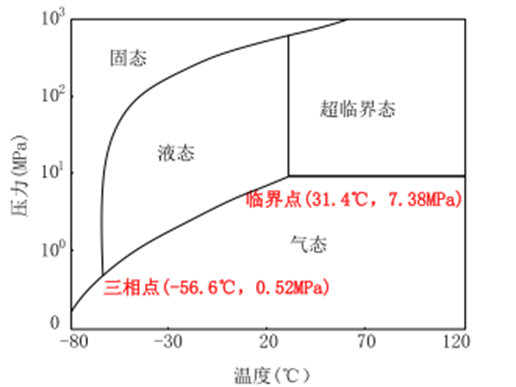 10³
固态
10²
超临界态
液态
压力(MPa)
10¹
临界点(31.4℃, 7.38MPa)
10⁰
气态
三相点(-56.6℃, 0.52MPa)
0
-80
-30
20
70
120
温度(℃)